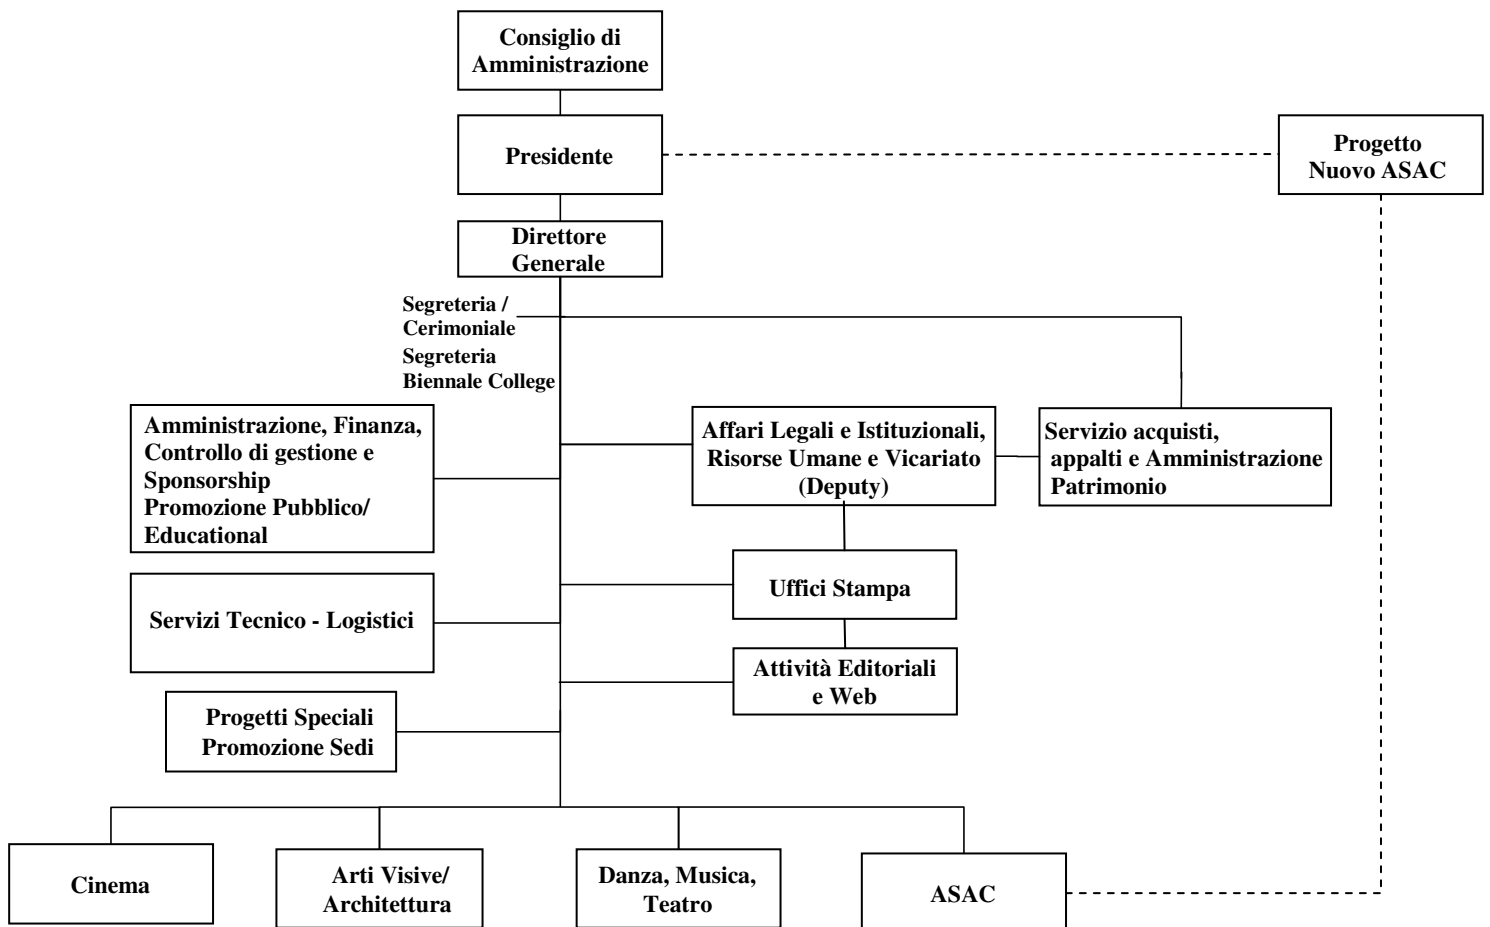 Consiglio di
Amministrazione
Presidente
Progetto
Nuovo ASAC
Direttore
Generale
Segreteria /
Cerimoniale
Segreteria
Biennale College
Amministrazione, Finanza,
Controllo di gestione e
Sponsorship
Promozione Pubblico/
Educational
Affari Legali e Istituzionali,
Risorse Umane e Vicariato
(Deputy)
Servizio acquisti,
appalti e Amministrazione
Patrimonio
Uffici Stampa
Servizi Tecnico - Logistici
Attività Editoriali
e Web
Progetti Speciali
Promozione Sedi
Cinema
Arti Visive/
Architettura
Danza, Musica,
Teatro
ASAC